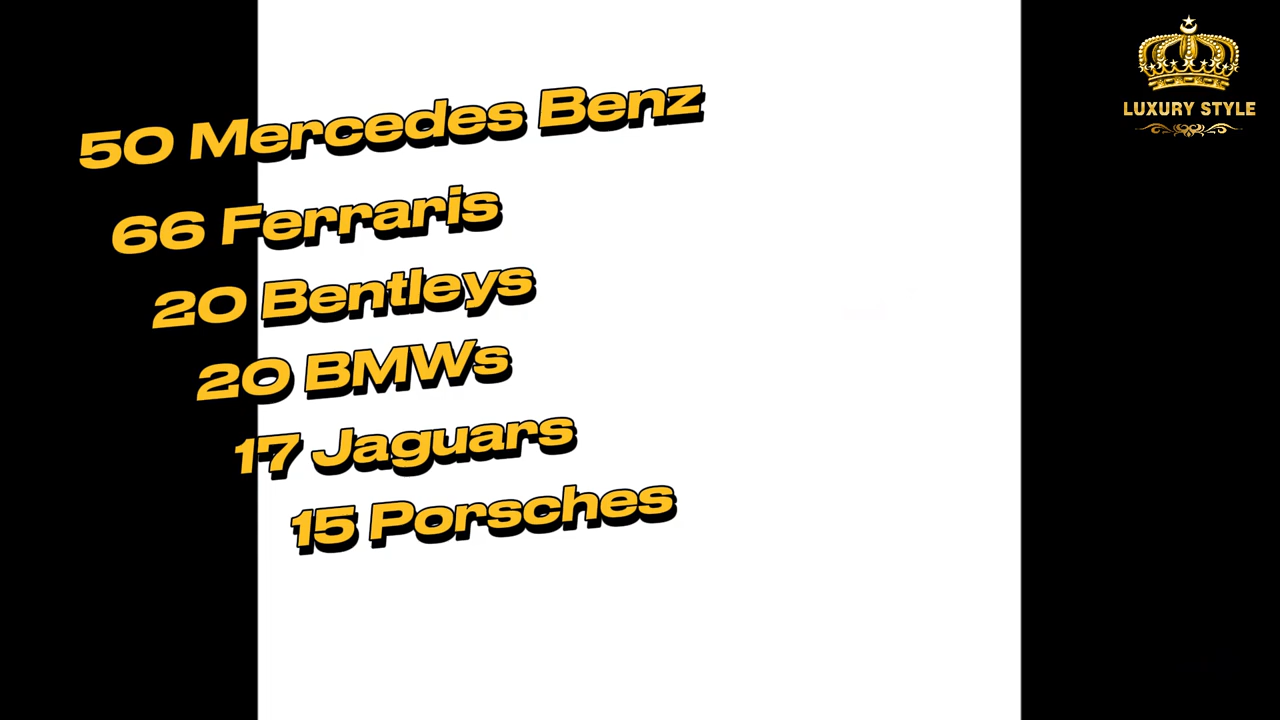 50 Mercedes Benz
66 Ferraris
20 Bentleys
20 BMWs
17 Jaguars
15 Porsches
LUXURY STYLE